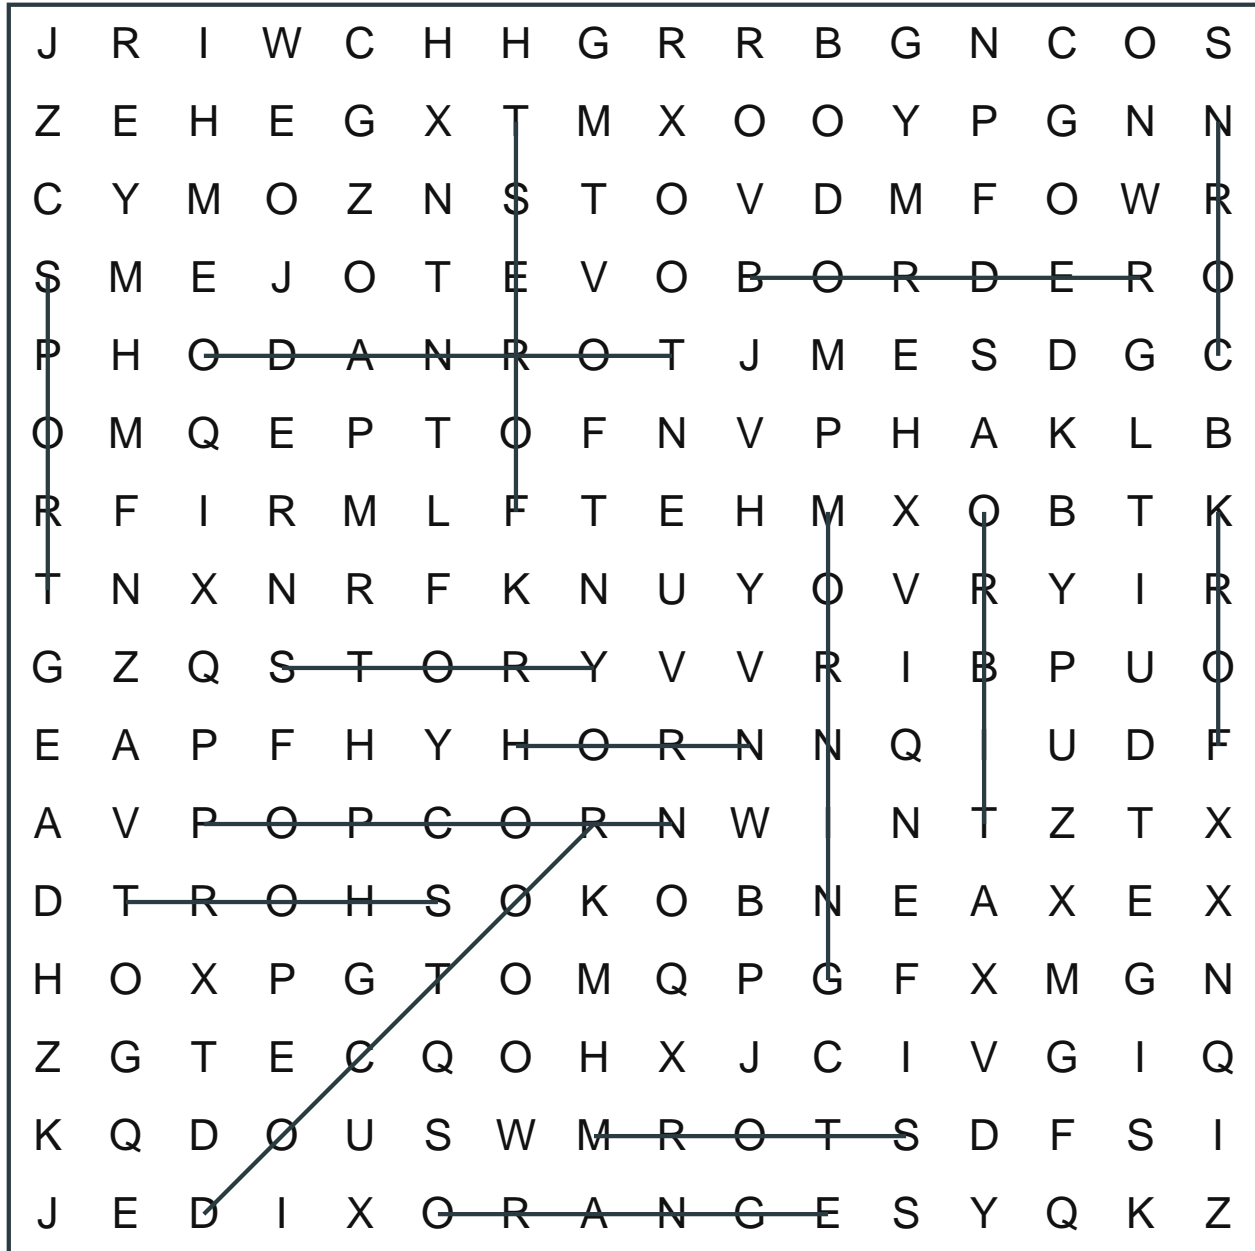 J R I W C H H G R R B G N C O S
Z E H E G X T M X O O Y P G N N
C Y M O Z N S T O V D M F O W R
S M E J O T E V O B O R D E R O
P H O D A N R O T J M E S D G C
O M Q E P T O F N V P H A K L B
R F I R M L F T E H M X O B T K
T N X N R F K N U Y O V R Y I R
G Z Q S T O R Y V V R I B P U O
E A P F H Y H O R N N Q I U D F
A V P O P C O R N W I N T Z T X
D T R O H S O K O B N E A X E X
H O X P G T O M Q P G F X M G N
Z G T E C Q O H X J C I V G I Q
K Q D O U S W M R O T S D F S I
J E D I X O R A N G E S Y Q K Z